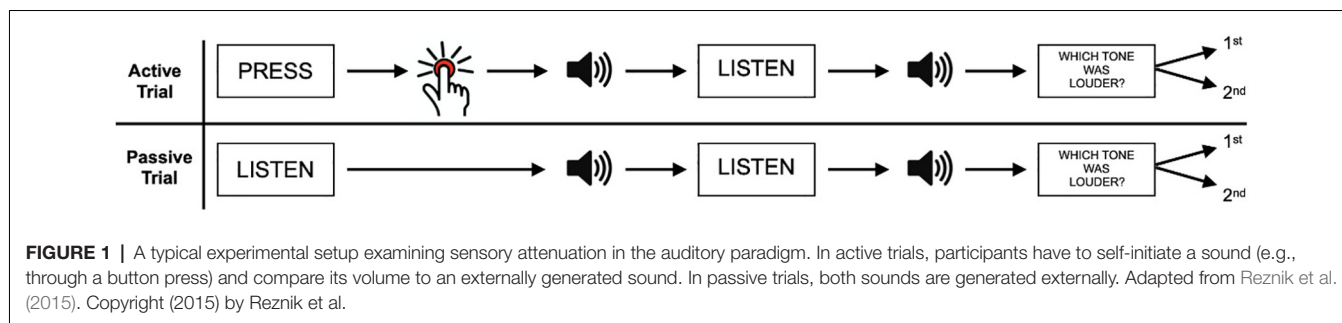 Active
Trial
PRESS
LISTEN
WHICH TONE
WAS
LOUDER?
1st
2nd
Passive
Trial
LISTEN
LISTEN
WHICH TONE
WAS
LOUDER?
1st
2nd
FIGURE 1 | A typical experimental setup examining sensory attenuation in the auditory paradigm. In active trials, participants have to self-initiate a sound (e.g.,
through a button press) and compare its volume to an externally generated sound. In passive trials, both sounds are generated externally. Adapted from Reznik et al.
(2015). Copyright (2015) by Reznik et al.